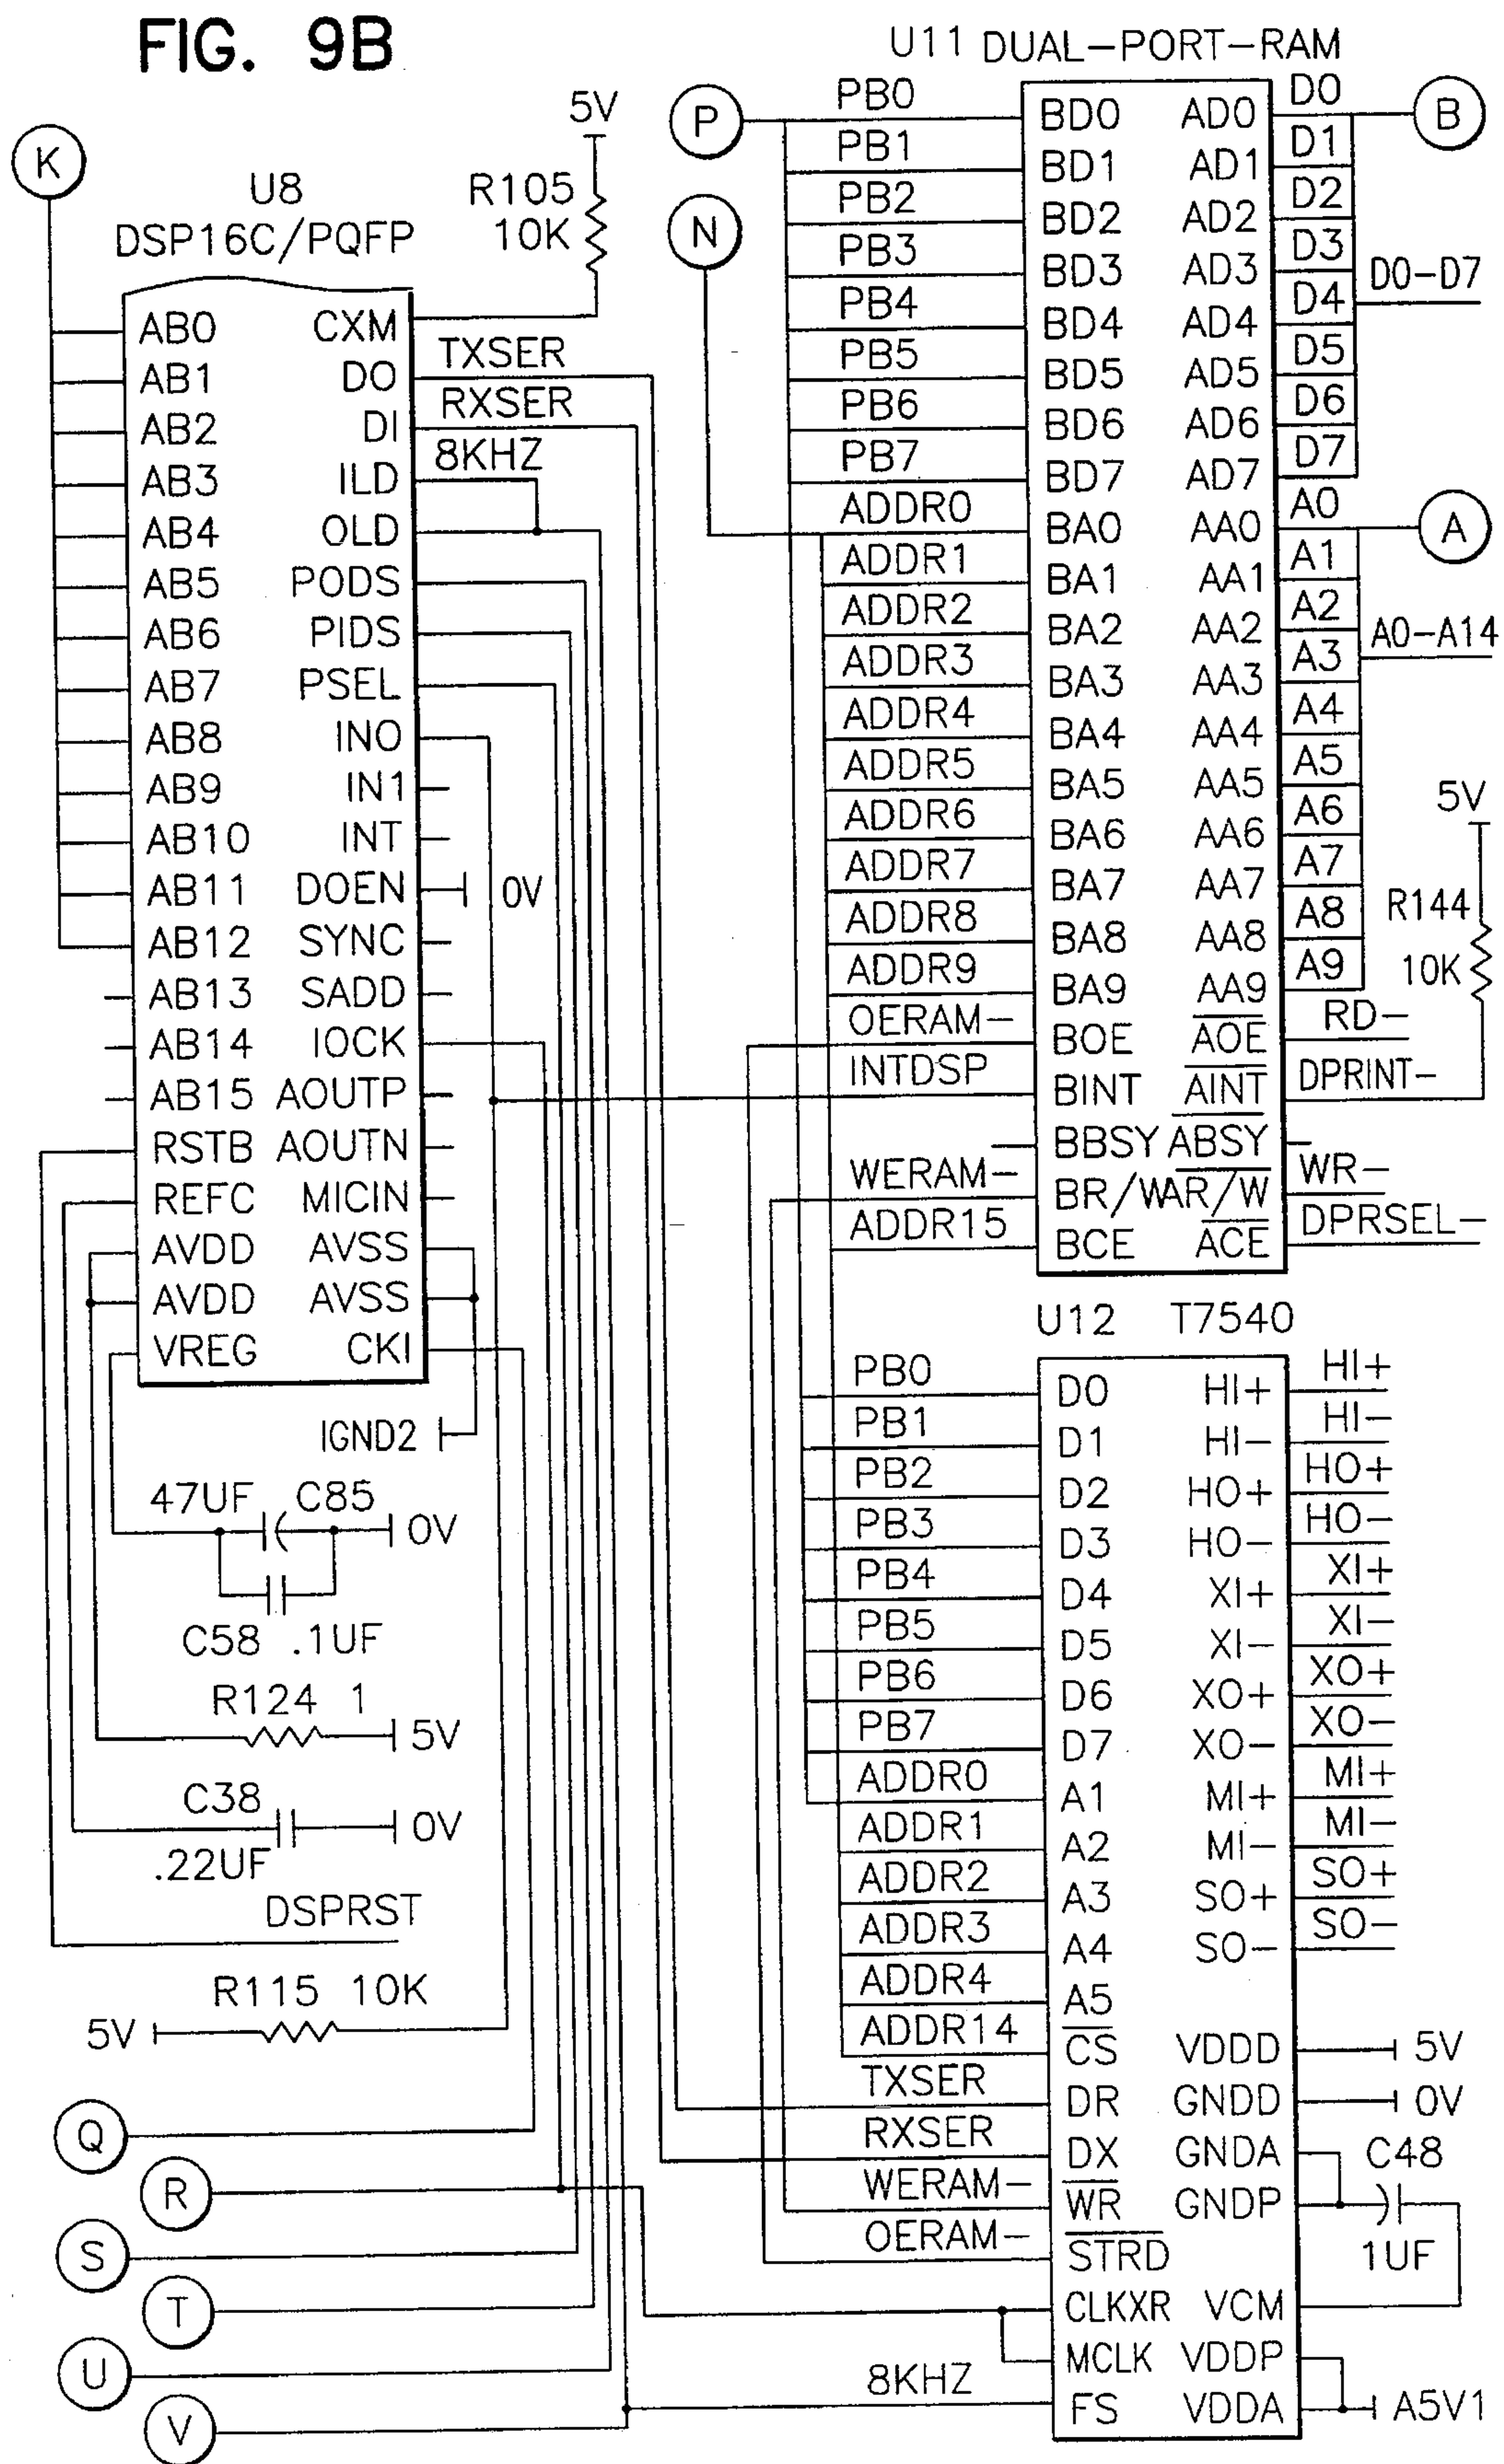 FIG. 9B
K
U8
DSP16C/PQFP
5V
R105
10K
AB0 CXM
AB1 DO TXSER
AB2 DI RXSER
AB3 ILD 8KHZ
AB4 OLD
AB5 PODS
AB6 PIDS
AB7 PSEL
AB8 IN0
AB9 IN1
AB10 INT
AB11 DOEN 0V
AB12 SYNC
AB13 SADD
AB14 IOCK
AB15 AOUTP
RSTB AOUTN
REFC MICIN
AVDD AVSS
AVDD AVSS
VREG CKI
IGND2
47UF C85
0V
C58 .1UF
R124 1
5V
C38
0V
.22UF
DSPRST
R115 10K
5V
Q
R
S
T
U
V
U11 DUAL-PORT-RAM
P
N
PB0 BD0 AD0 D0 B
PB1 BD1 AD1 D1
PB2 BD2 AD2 D2
PB3 BD3 AD3 D3
D0-D7
PB4 BD4 AD4 D4
PB5 BD5 AD5 D5
PB6 BD6 AD6 D6
PB7 BD7 AD7 D7
ADDR0 BA0 AA0 A0 A
ADDR1 BA1 AA1 A1
ADDR2 BA2 AA2 A2
A0-A14
ADDR3 BA3 AA3 A3
ADDR4 BA4 AA4 A4
ADDR5 BA5 AA5 A5
ADDR6 BA6 AA6 A6
ADDR7 BA7 AA7 A7
ADDR8 BA8 AA8 A8
ADDR9 BA9 AA9 A9
5V
R144
10K
OERAM- BOE AOE RD-
INTDSP BINT AINT DPRINT-
BBSY ABSY
WERAM- BR/W AR/W WR-
ADDR15 BCE ACE DPRSEL-
U12 T7540
PB0 D0 HI+ HI+
PB1 D1 HI- HI-
PB2 D2 HO+ HO+
PB3 D3 HO- HO-
PB4 D4 XI+ XI+
PB5 D5 XI- XI-
PB6 D6 XO+ XO+
PB7 D7 XO- XO-
ADDR0 A1 MI+ MI+
ADDR1 A2 MI- MI-
ADDR2 A3 SO+ SO+
ADDR3 A4 SO- SO-
ADDR4 A5
ADDR14 CS VDDD 5V
TXSER DR GNDD 0V
RXSER DX GNDA C48
WERAM- WR GNDP
1UF
OERAM- STRD
CLKXR VCM
MCLK VDDP
8KHZ FS VDDA A5V1